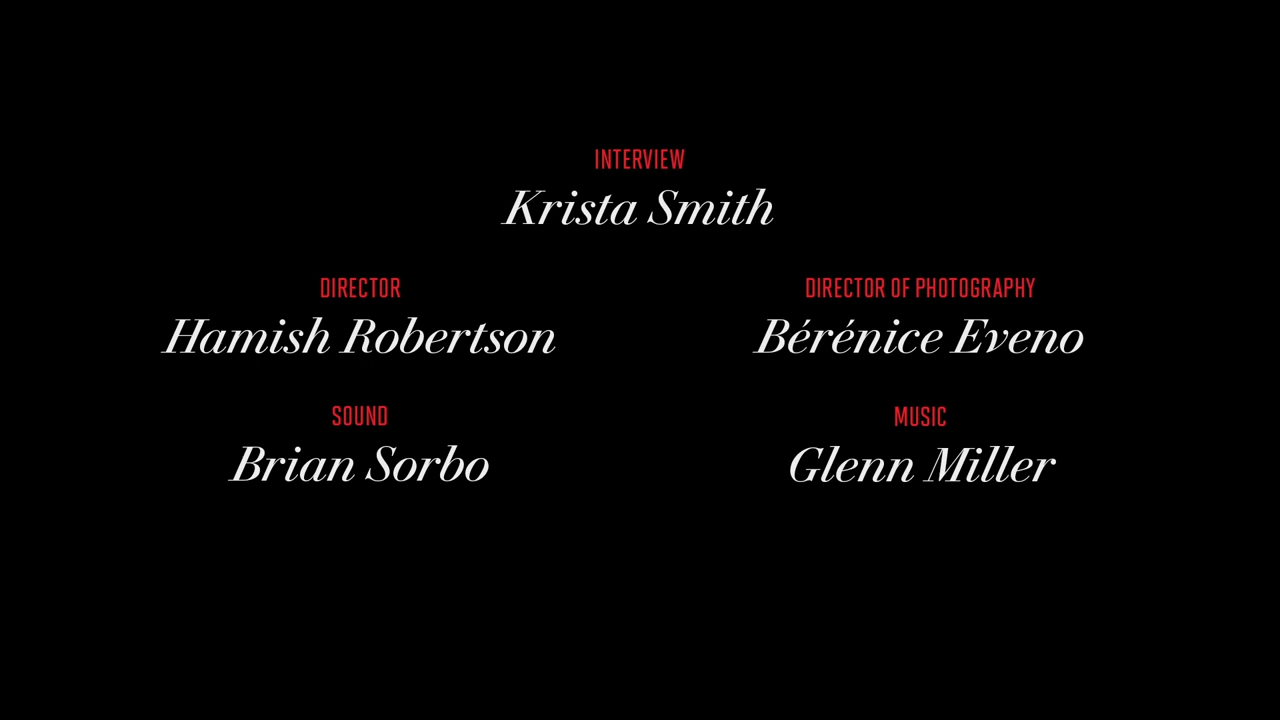 INTERVIEW
Krista Smith
DIRECTOR
Hamish Robertson
DIRECTOR OF PHOTOGRAPHY
Bérénice Eveno
SOUND
Brian Sorbo
MUSIC
Glenn Miller